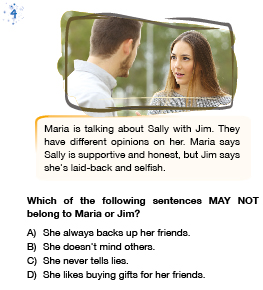 4
Maria is talking about Sally with Jim. They
have different opinions on her. Maria says
Sally is supportive and honest, but Jim says
she's laid-back and selfish.
Which of the following sentences MAY NOT
belong to Maria or Jim?
A) She always backs up her friends.
B) She doesn't mind others.
C) She never tells lies.
D) She likes buying gifts for her friends.